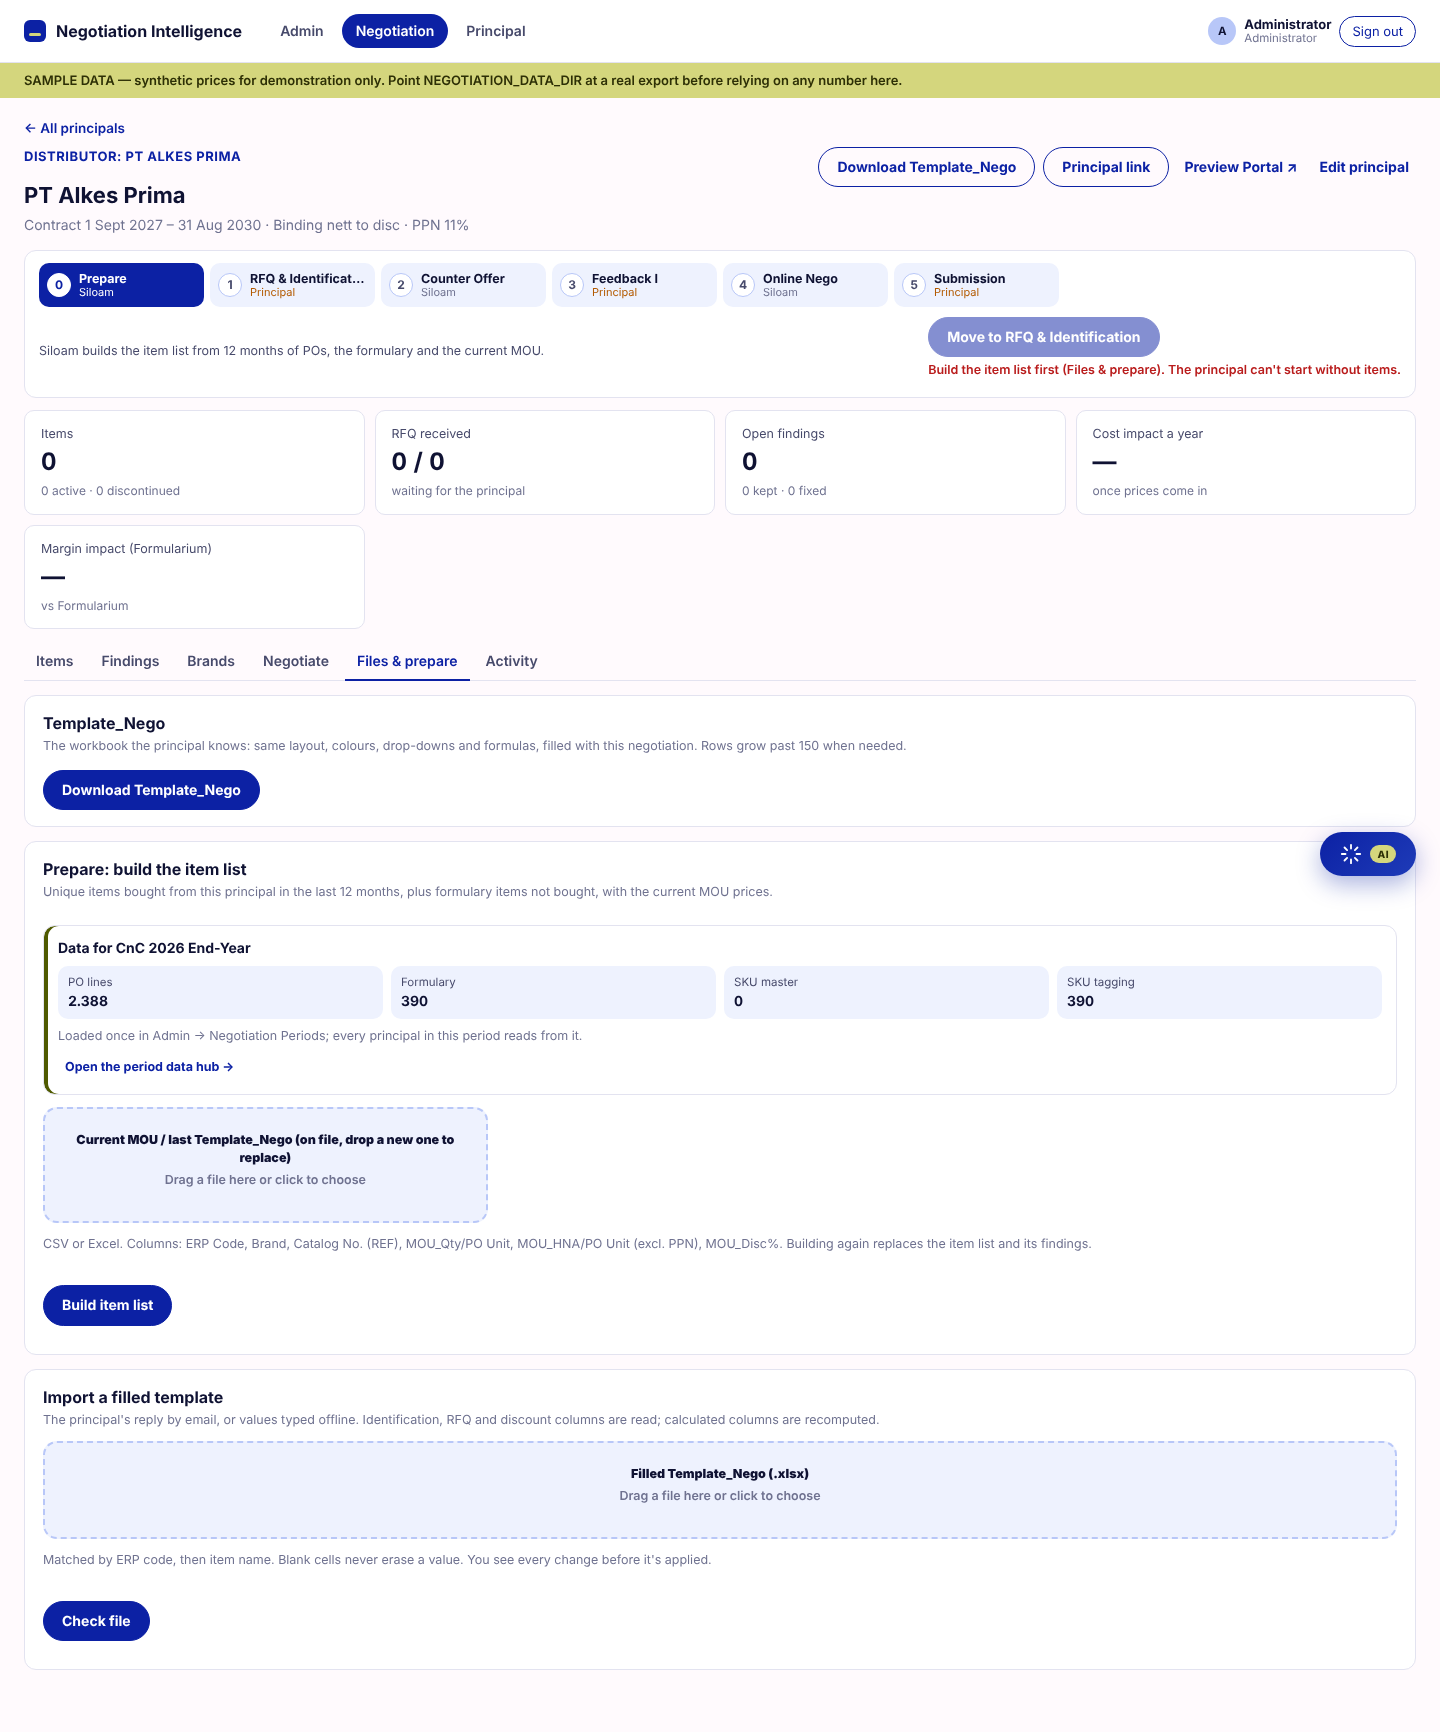 Negotiation Intelligence
Admin
Negotiation
Principal
A
Administrator
Administrator
Sign out
SAMPLE DATA — synthetic prices for demonstration only. Point NEGOTIATION_DATA_DIR at a real export before relying on any number here.
← All principals
DISTRIBUTOR: PT ALKES PRIMA
PT Alkes Prima
Contract 1 Sept 2027 – 31 Aug 2030 · Binding nett to disc · PPN 11%
Download Template_Nego
Principal link
Preview Portal ↗
Edit principal
0
Prepare
Siloam
1
RFQ & Identificat...
Principal
2
Counter Offer
Siloam
3
Feedback I
Principal
4
Online Nego
Siloam
5
Submission
Principal
Siloam builds the item list from 12 months of POs, the formulary and the current MOU.
Move to RFQ & Identification
Build the item list first (Files & prepare). The principal can't start without items.
Items
0
0 active · 0 discontinued
RFQ received
0 / 0
waiting for the principal
Open findings
0
0 kept · 0 fixed
Cost impact a year
—
once prices come in
Margin impact (Formularium)
—
vs Formularium
Items
Findings
Brands
Negotiate
Files & prepare
Activity
Template_Nego
The workbook the principal knows: same layout, colours, drop-downs and formulas, filled with this negotiation. Rows grow past 150 when needed.
Download Template_Nego
AI
Prepare: build the item list
Unique items bought from this principal in the last 12 months, plus formulary items not bought, with the current MOU prices.
Data for CnC 2026 End-Year
PO lines
2.388
Formulary
390
SKU master
0
SKU tagging
390
Loaded once in Admin → Negotiation Periods; every principal in this period reads from it.
Open the period data hub →
Current MOU / last Template_Nego (on file, drop a new one to
replace)
Drag a file here or click to choose
CSV or Excel. Columns: ERP Code, Brand, Catalog No. (REF), MOU_Qty/PO Unit, MOU_HNA/PO Unit (excl. PPN), MOU_Disc%. Building again replaces the item list and its findings.
Build item list
Import a filled template
The principal's reply by email, or values typed offline. Identification, RFQ and discount columns are read; calculated columns are recomputed.
Filled Template_Nego (.xlsx)
Drag a file here or click to choose
Matched by ERP code, then item name. Blank cells never erase a value. You see every change before it's applied.
Check file